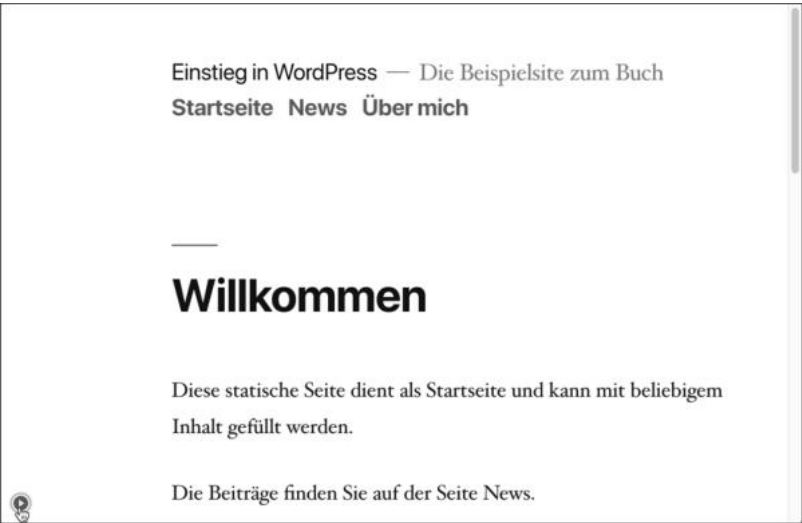 Einstieg in WordPress — Die Beispielsite zum Buch
Startseite News Über mich
Willkommen
Diese statische Seite dient als Startseite und kann mit beliebigem
Inhalt gefüllt werden.
Die Beiträge finden Sie auf der Seite News.